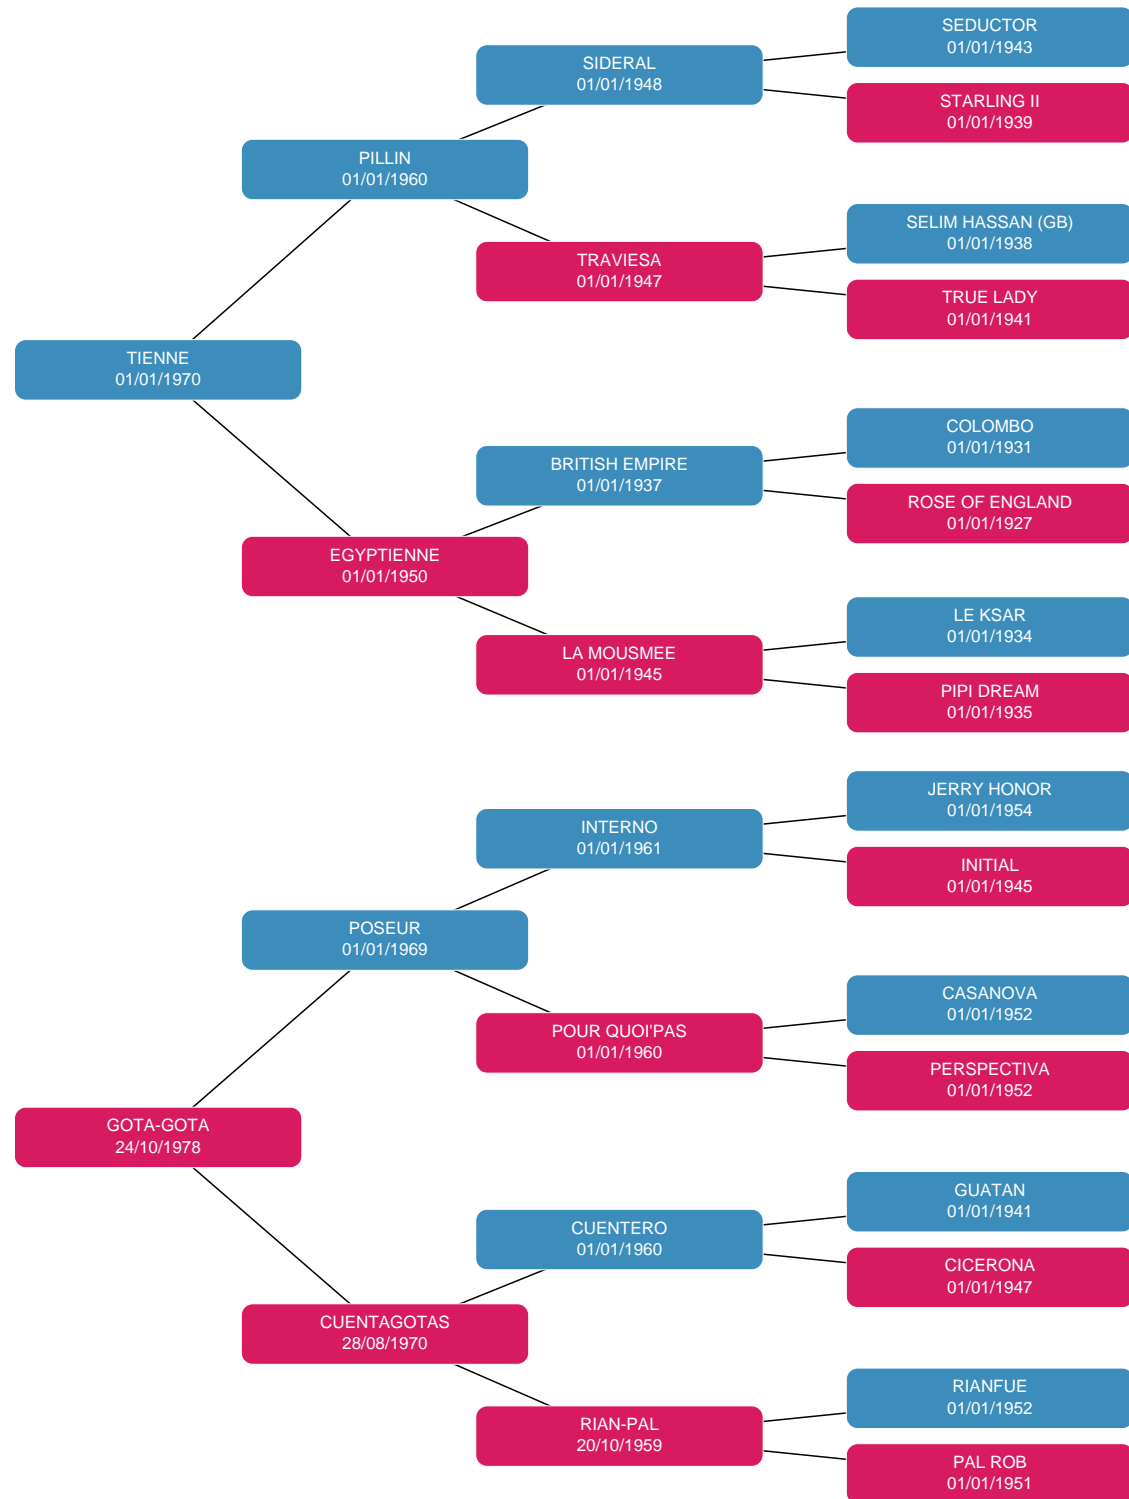 SEDUCTOR
01/01/1943
SIDERAL
01/01/1948
STARLING II
01/01/1939
PILLIN
01/01/1960
SELIM HASSAN (GB)
01/01/1938
TRAVIESA
01/01/1947
TRUE LADY
01/01/1941
TIENNE
01/01/1970
COLOMBO
01/01/1931
BRITISH EMPIRE
01/01/1937
ROSE OF ENGLAND
01/01/1927
EGYPTIENNE
01/01/1950
LE KSAR
01/01/1934
LA MOUSMEE
01/01/1945
PIPI DREAM
01/01/1935
JERRY HONOR
01/01/1954
INTERNO
01/01/1961
INITIAL
01/01/1945
POSEUR
01/01/1969
CASANOVA
01/01/1952
POUR QUOI'PAS
01/01/1960
PERSPECTIVA
01/01/1952
GOTA-GOTA
24/10/1978
GUATAN
01/01/1941
CUENTERO
01/01/1960
CICERONA
01/01/1947
CUENTAGOTAS
28/08/1970
RIANFUE
01/01/1952
RIAN-PAL
20/10/1959
PAL ROB
01/01/1951